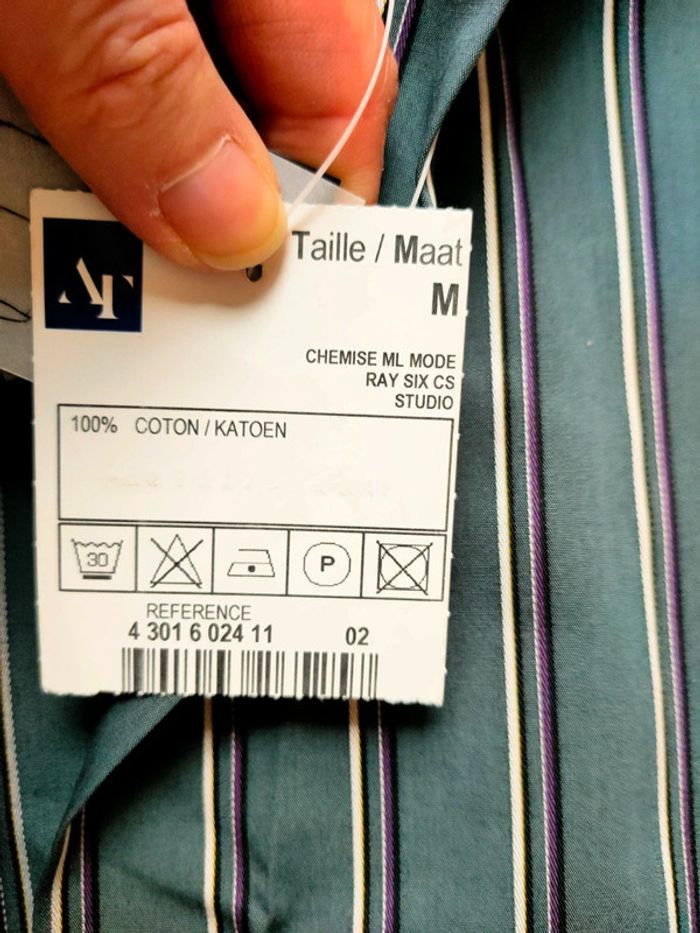 AT
Taille / Maat
M
CHEMISE ML MODE
RAY SIX CS
STUDIO
100% COTON / KATOEN
30
P
REFERENCE
4 301 6 024 11 02